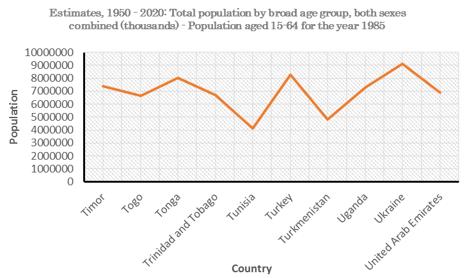 Estimates, 1950 - 2020: Total population by broad age group, both sexes
combined (thousands) - Population aged 15-64 for the year 1985
10000000
9000000
8000000
7000000
6000000
5000000
4000000
3000000
2000000
1000000
0
Population
Timor
Togo
Tonga
Trinidad and Tobago
Tunisia
Turkey
Turkmenistan
Uganda
Ukraine
United Arab Emirates
Country